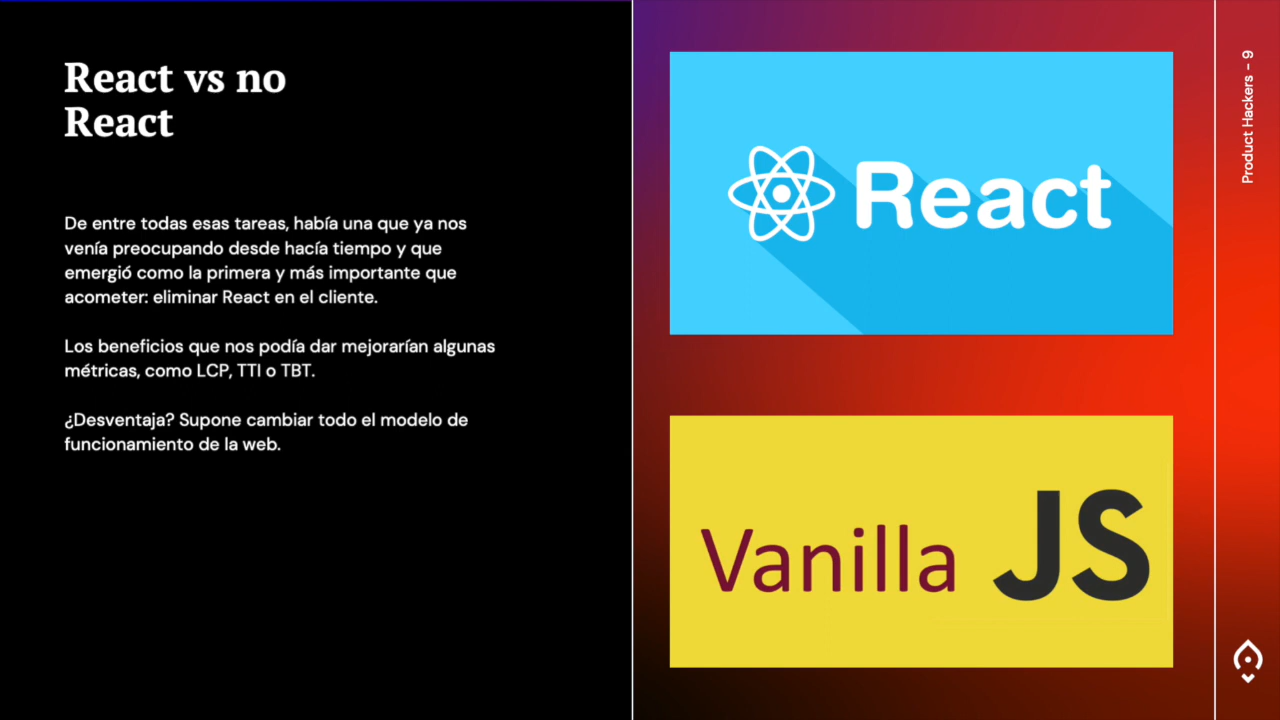 React vs no
React
De entre todas esas tareas, había una que ya nos
venía preocupando desde hacía tiempo y que
emergió como la primera y más importante que
acometer: eliminar React en el cliente.
Los beneficios que nos podía dar mejorarían algunas
métricas, como LCP, TTI o TBT.
¿Desventaja? Supone cambiar todo el modelo de
funcionamiento de la web.
React
Vanilla JS
Product Hackers - 9